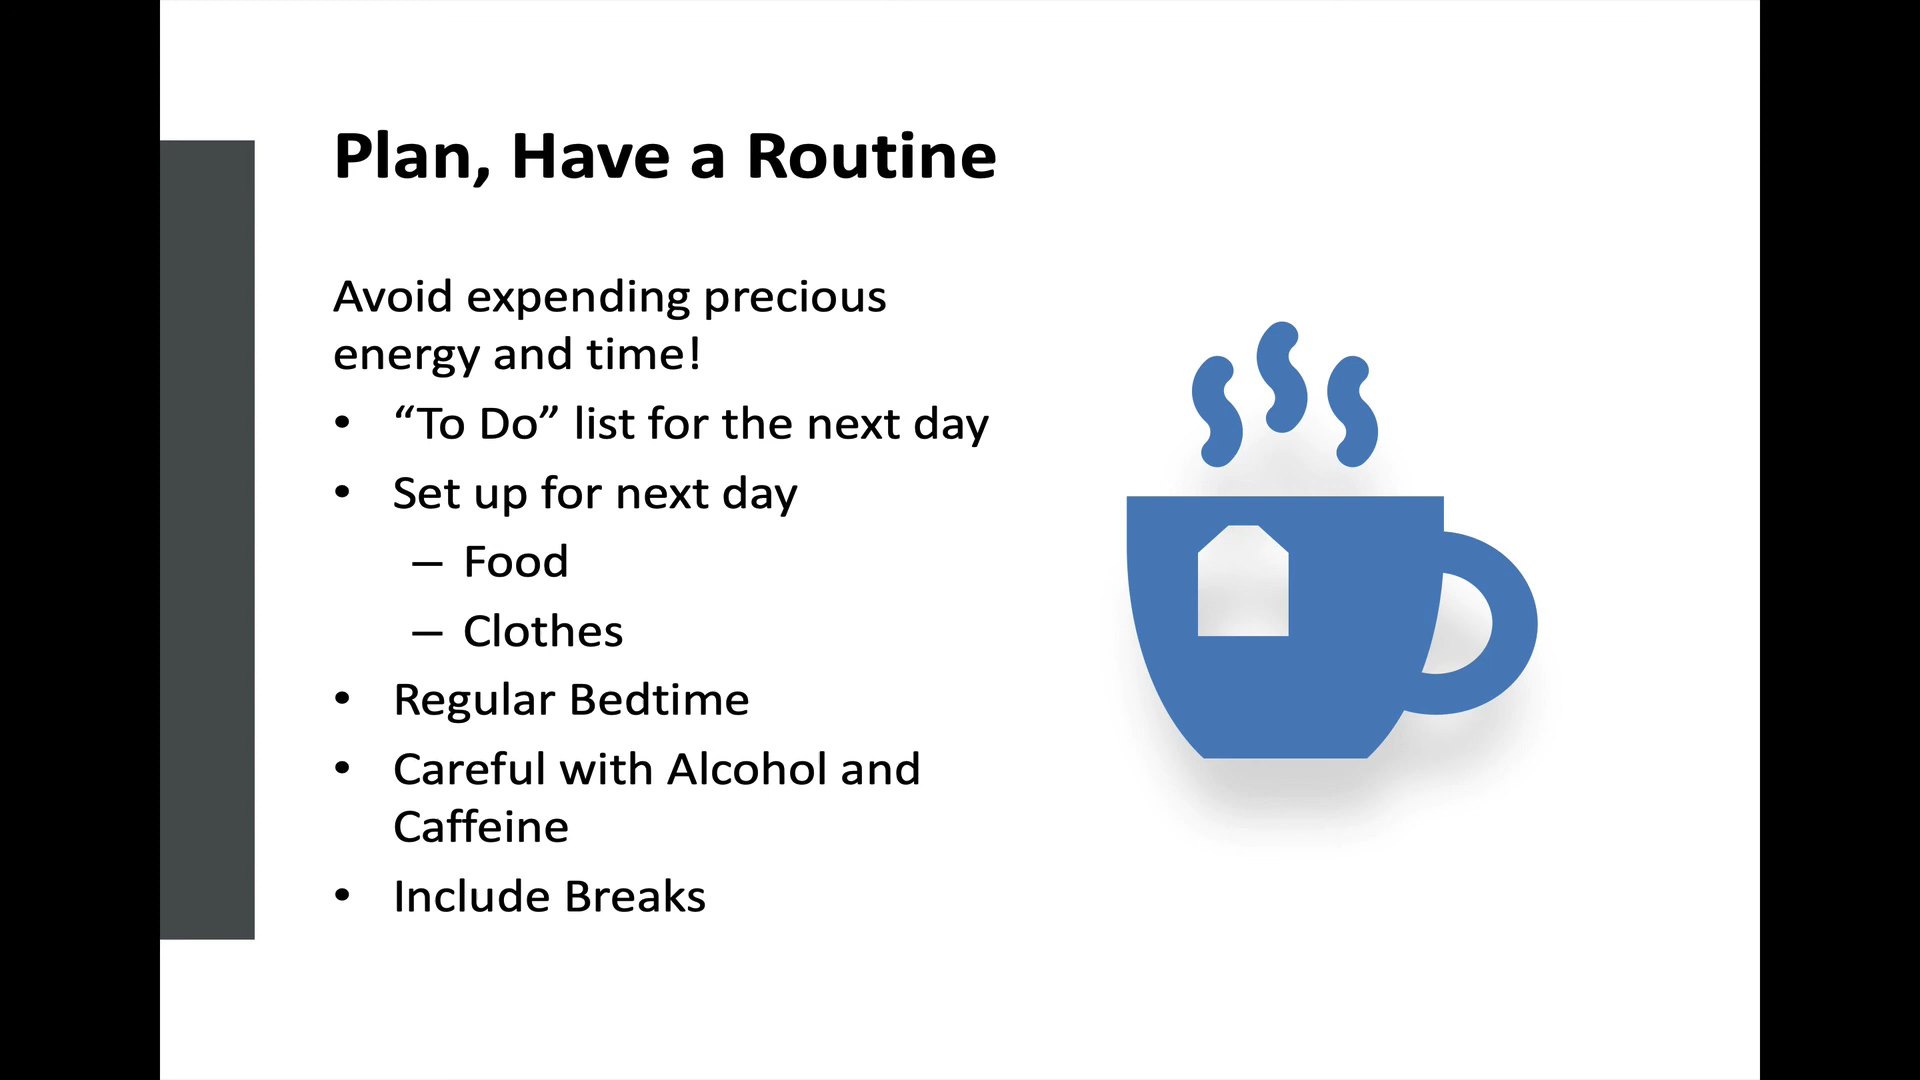 Plan, Have a Routine
Avoid expending precious
energy and time!
• “To Do” list for the next day
• Set up for next day
– Food
– Clothes
• Regular Bedtime
• Careful with Alcohol and
Caffeine
• Include Breaks